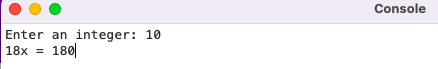 Console
Enter an integer: 10
18x = 180